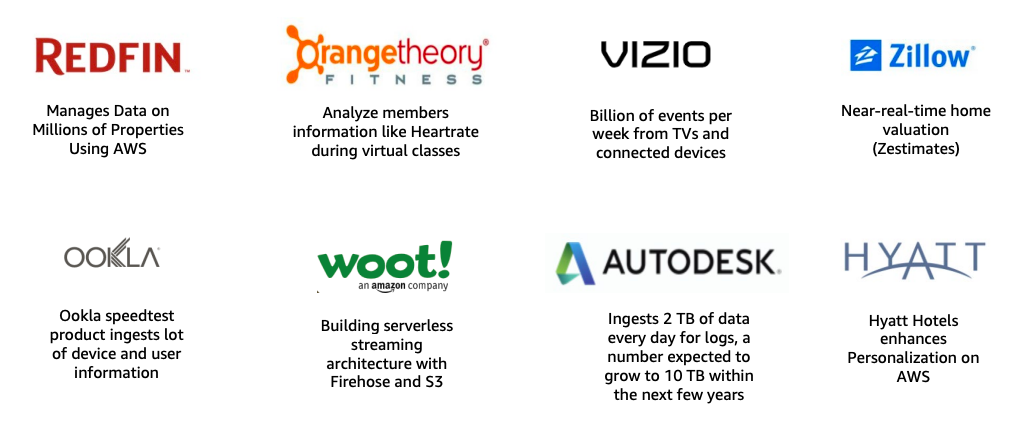 REDFIN™
Manages Data on
Millions of Properties
Using AWS
Orangetheory®
FITNESS
Analyze members
information like Heartrate
during virtual classes
VIZIO
Billion of events per
week from TVs and
connected devices
Zillow®
Near-real-time home
valuation
(Zestimates)
OOKLA
Ookla speedtest
product ingests lot
of device and user
information
woot!
an amazon company
Building serverless
streaming
architecture with
Firehose and S3
AUTODESK.
Ingests 2 TB of data
every day for logs, a
number expected to
grow to 10 TB within
the next few years
HYATT
Hyatt Hotels
enhances
Personalization on
AWS